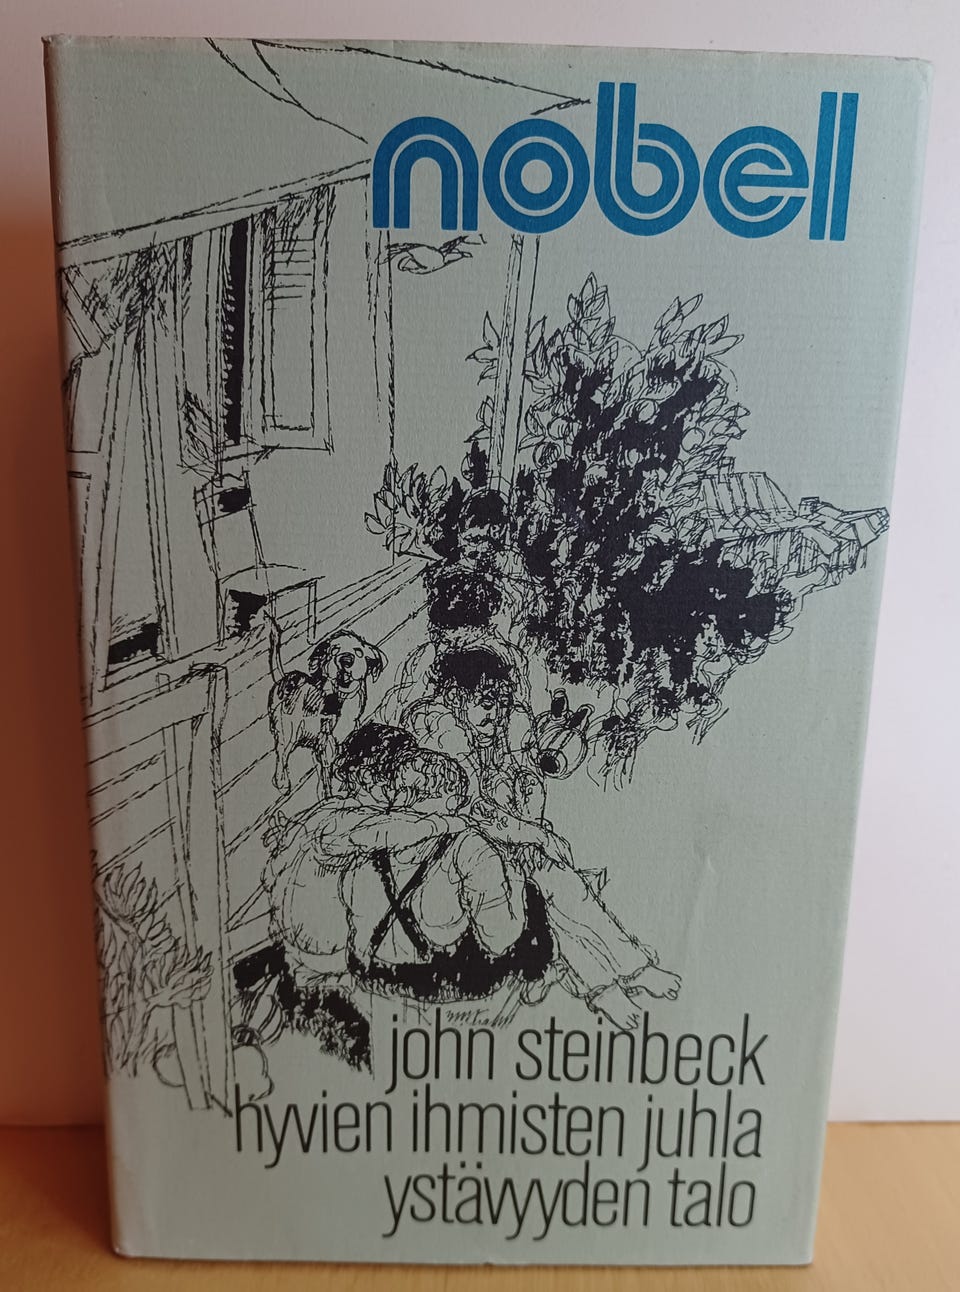 nobel
john steinbeck
hyvien ihmisten juhla
ystävyyden talo